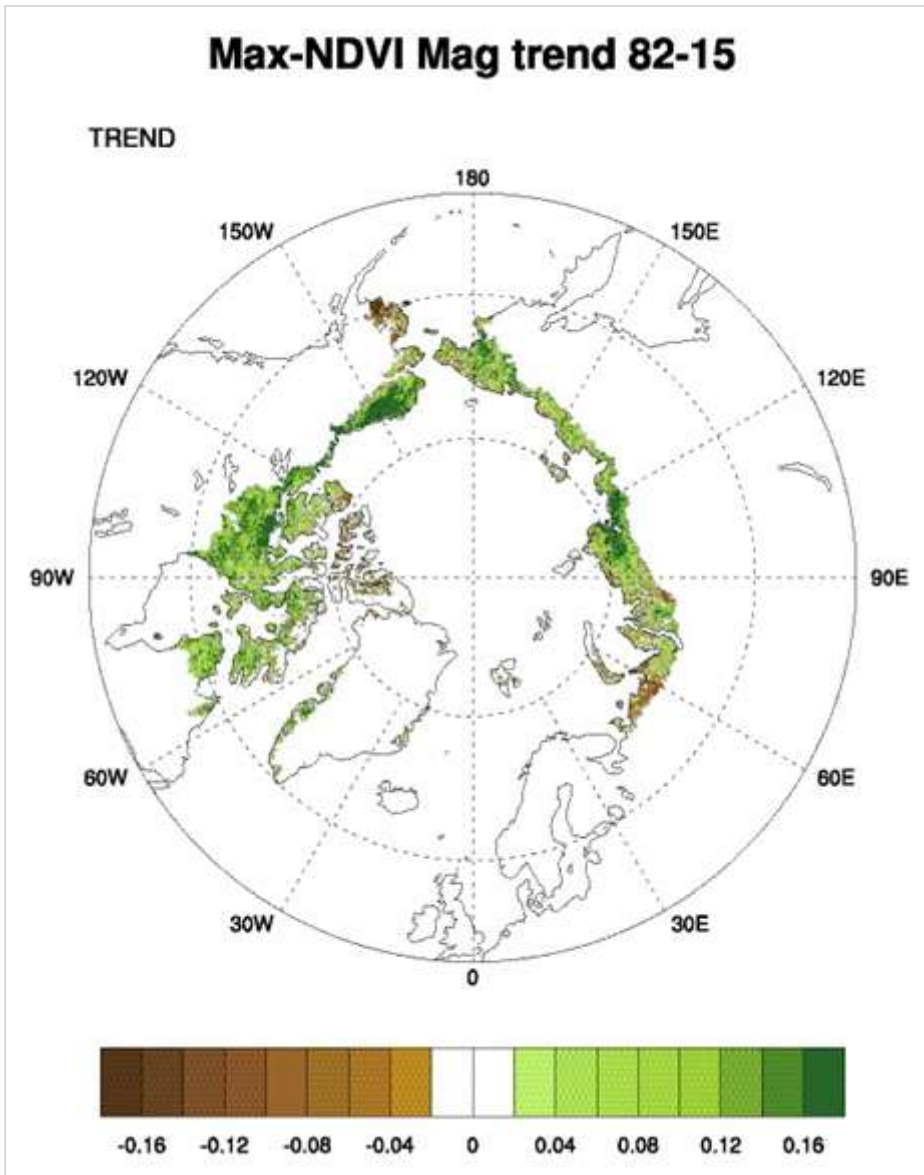 Max-NDVI Mag trend 82-15
TREND
180
150W 150E
120W 120E
90W 90E
60W 60E
30W 30E
0
-0.16 -0.12 -0.08 -0.04 0 0.04 0.08 0.12 0.16